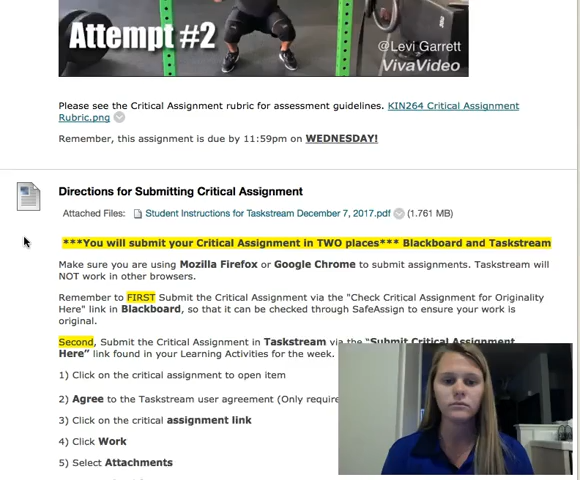 Attempt #2
@Levi Garrett
VivaVideo
Please see the Critical Assignment rubric for assessment guidelines. KIN264 Critical Assignment
Rubric.png
Remember, this assignment is due by 11:59pm on WEDNESDAY!
Directions for Submitting Critical Assignment
Attached Files: Student Instructions for Taskstream December 7, 2017.pdf (1.761 MB)
***You will submit your Critical Assignment in TWO places*** Blackboard and Taskstream
Make sure you are using Mozilla Firefox or Google Chrome to submit assignments. Taskstream will
NOT work in other browsers.
Remember to FIRST Submit the Critical Assignment via the "Check Critical Assignment for Originality
Here" link in Blackboard, so that it can be checked through SafeAssign to ensure your work is
original.
Second, Submit the Critical Assignment in Taskstream via the "Submit Critical Assignment
Here" link found in your Learning Activities for the week.
1) Click on the critical assignment to open item
2) Agree to the Taskstream user agreement (Only require
3) Click on the critical assignment link
4) Click Work
5) Select Attachments